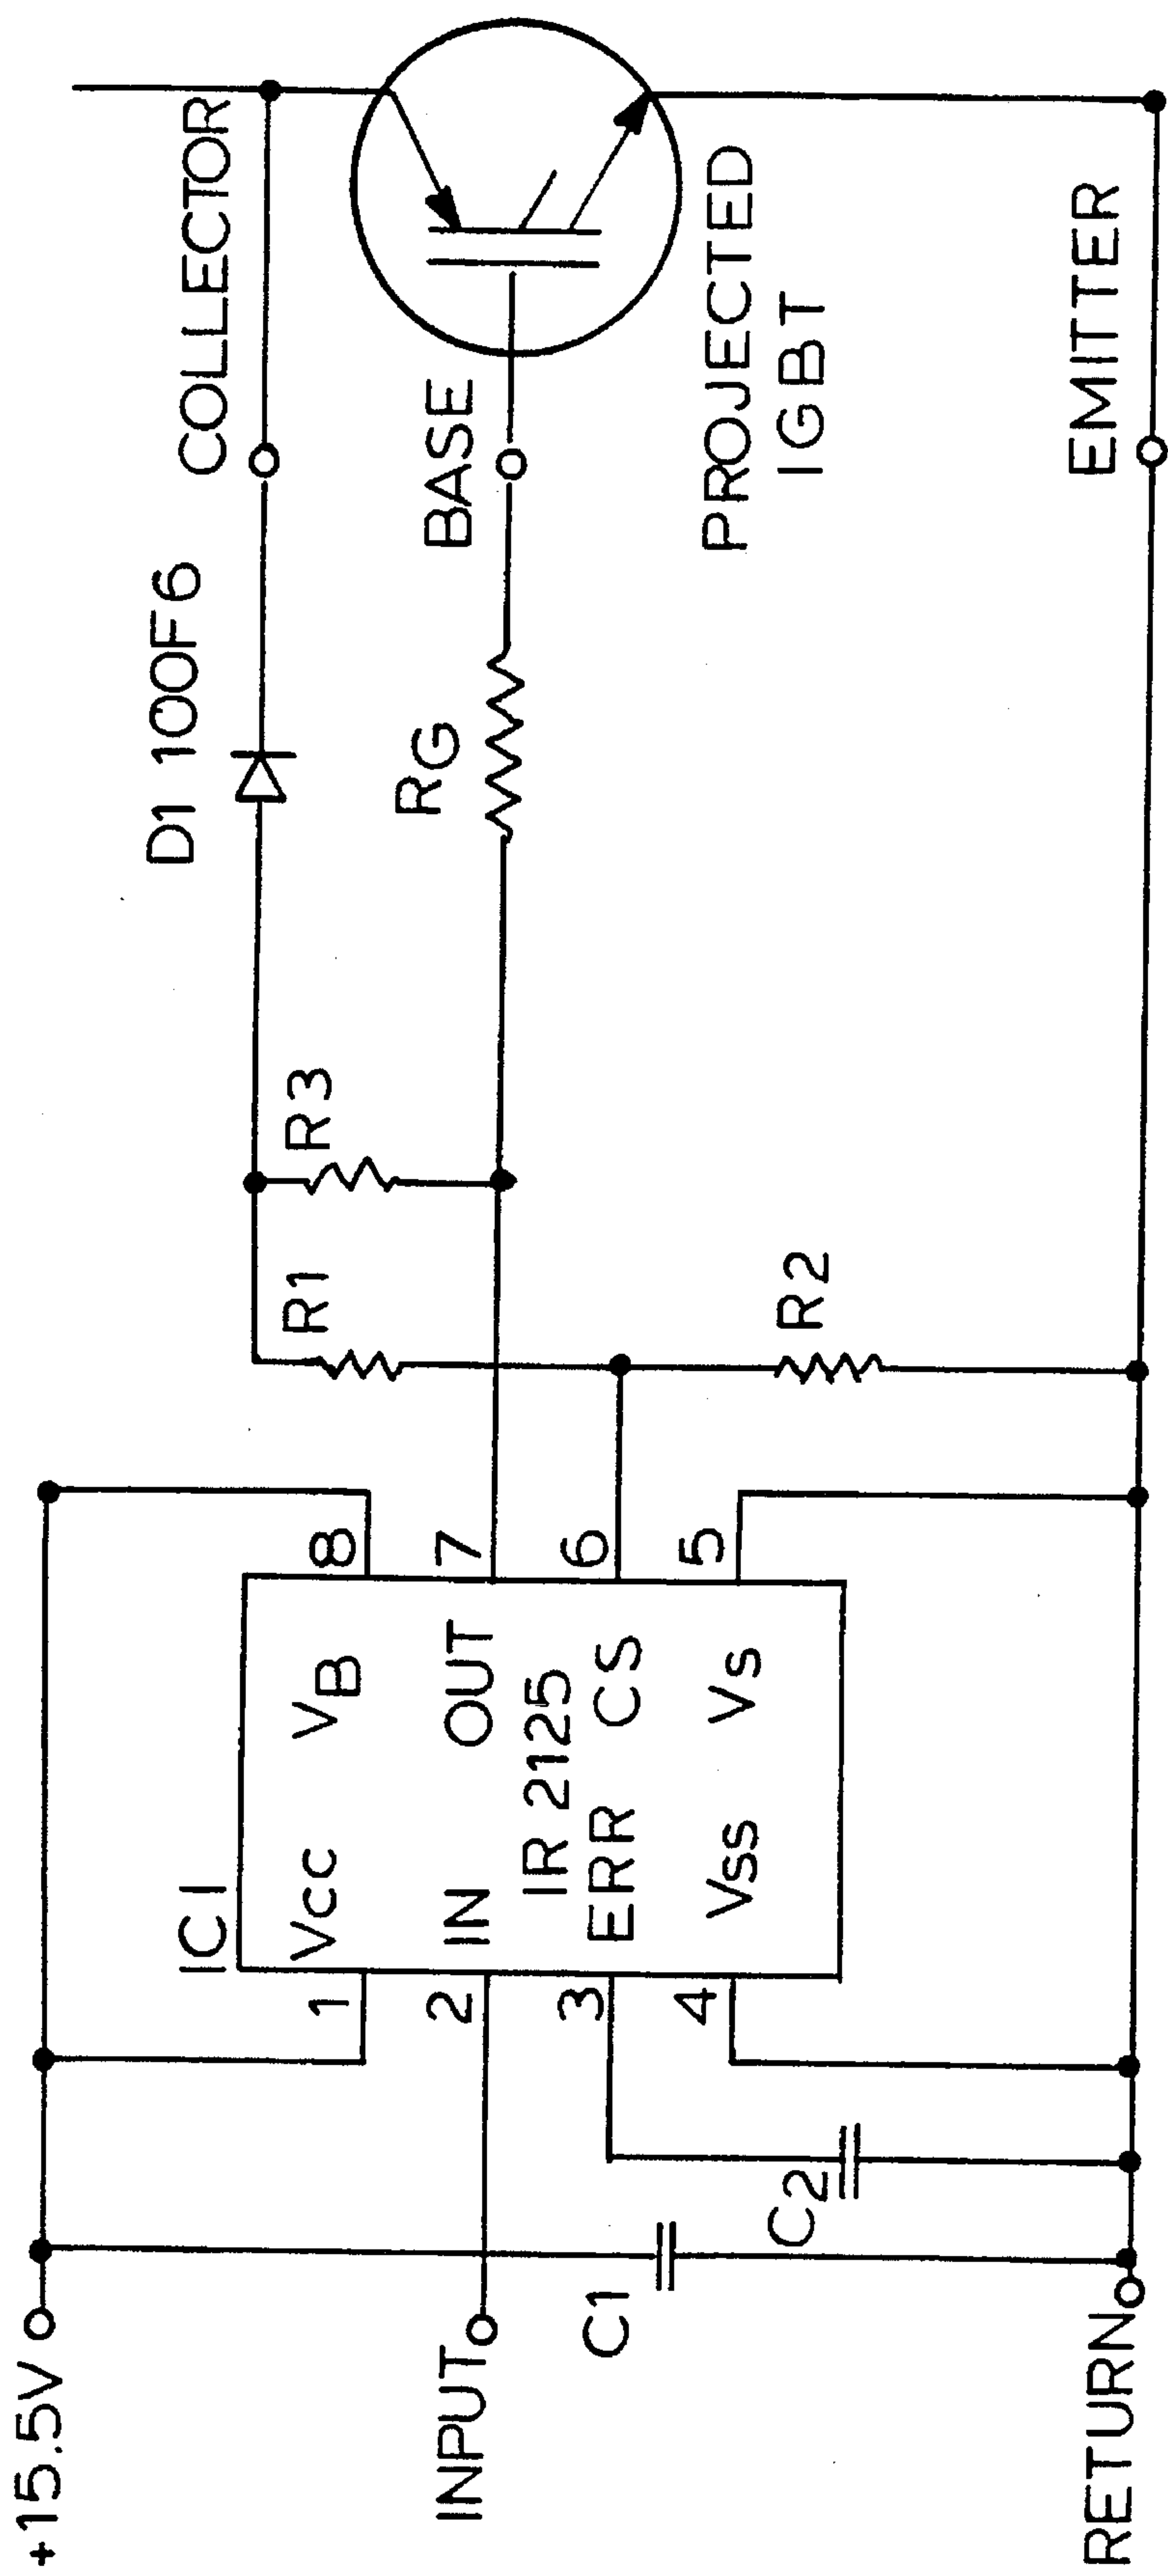 +15.5V
INPUT
RETURN
C1
C2
IC1
1
2
3
4
VCC
IN
ERR
VSS
IR 2125
VB
OUT
CS
VS
8
7
6
5
R1
R2
R3
D1 100F6
RG
COLLECTOR
BASE
PROJECTED
IGBT
EMITTER